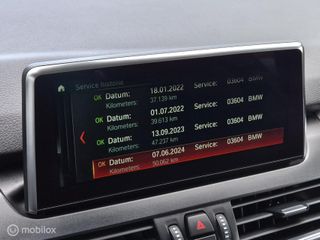 Service history
OK Datum: 18.01.2022 Service: 03604 BMW
Kilometers: 37.139 km
OK Datum: 01.07.2022 Service: 03604 BMW
Kilometers: 39.613 km
OK Datum: 13.09.2023 Service: 03604 BMW
Kilometers: 47.237 km
OK Datum: 07.06.2024 Service: 03604 BMW
Kilometers: 50.062 km
Mobilox